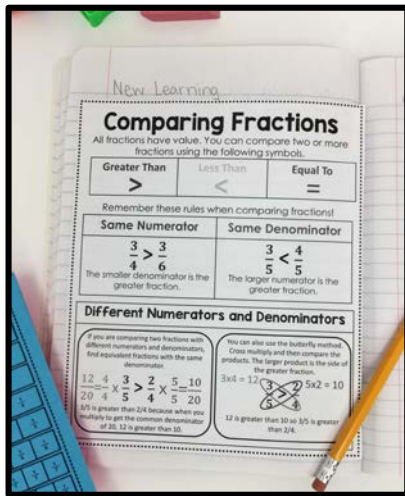 New Learning
Comparing Fractions
All fractions have value. You can compare two or more
fractions using the following symbols.
Greater Than
>
Less Than
<
Equal To
=
Remember these rules when comparing fractions!
Same Numerator
3/4 > 3/6
The smaller denominator is the
greater fraction.
Same Denominator
3/5 < 4/5
The larger numerator is the
greater fraction.
Different Numerators and Denominators
If you are comparing two fractions with
different numerators and denominators,
find equivalent fractions with the same
denominator.
12/20 = 4/4 × 3/5 > 2/4 × 5/5 = 10/20
3/5 is greater than 2/4 because when you
multiply to get the common denominator
of 20, 12 is greater than 10.
You can also use the butterfly method.
Cross multiply and then compare the
products. The larger product is the side of
the greater fraction.
3x4 = 12 3/5 > 2/4 5x2 = 10
12 is greater than 10 so 3/5 is greater
than 2/4.